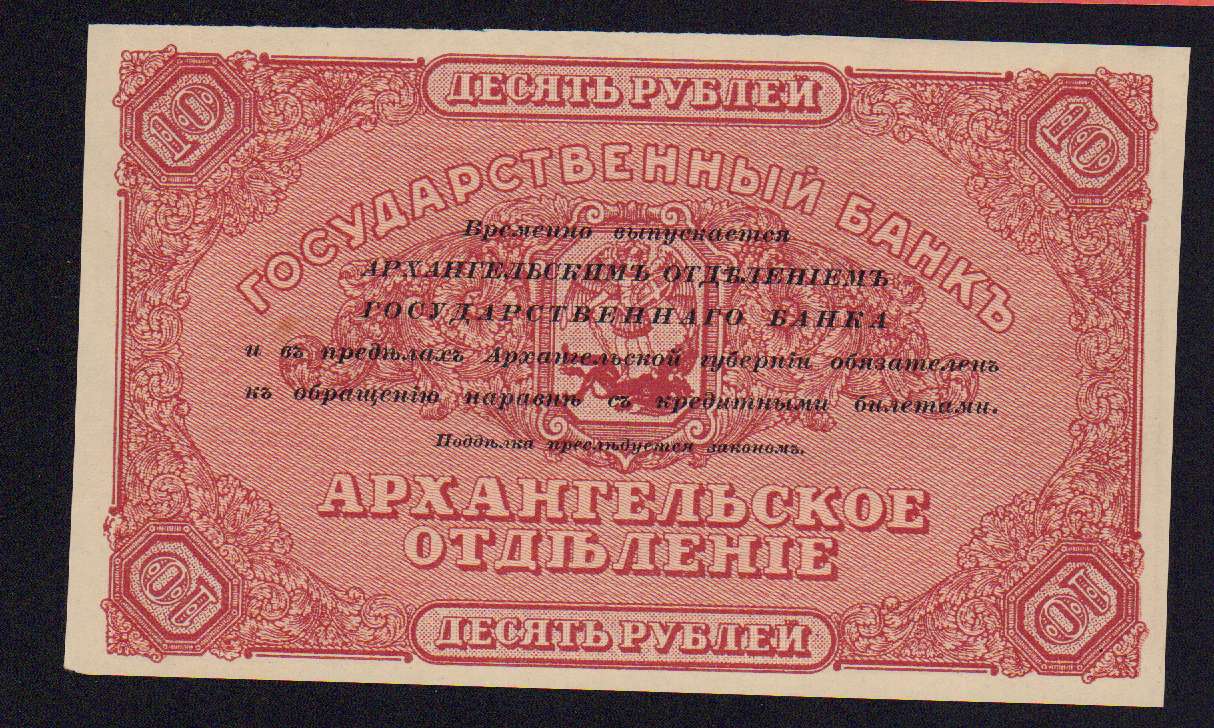 10 ДЕСЯТЬ РУБЛЕЙ 10
ГОСУДАРСТВЕННЫЙ БАНКЪ
Временно выпускается
АРХАНГЕЛЬСКИМЪ ОТДѢЛЕНІЕМЪ
ГОСУДАРСТВЕННАГО БАНКА
и въ предѣлахъ Архангельской губерніи обязателенъ
къ обращенію наравнѣ съ кредитными билетами.
Поддѣлка преслѣдуется закономъ.
АРХАНГЕЛЬСКОЕ
ОТДѢЛЕНІЕ
10 ДЕСЯТЬ РУБЛЕЙ 10